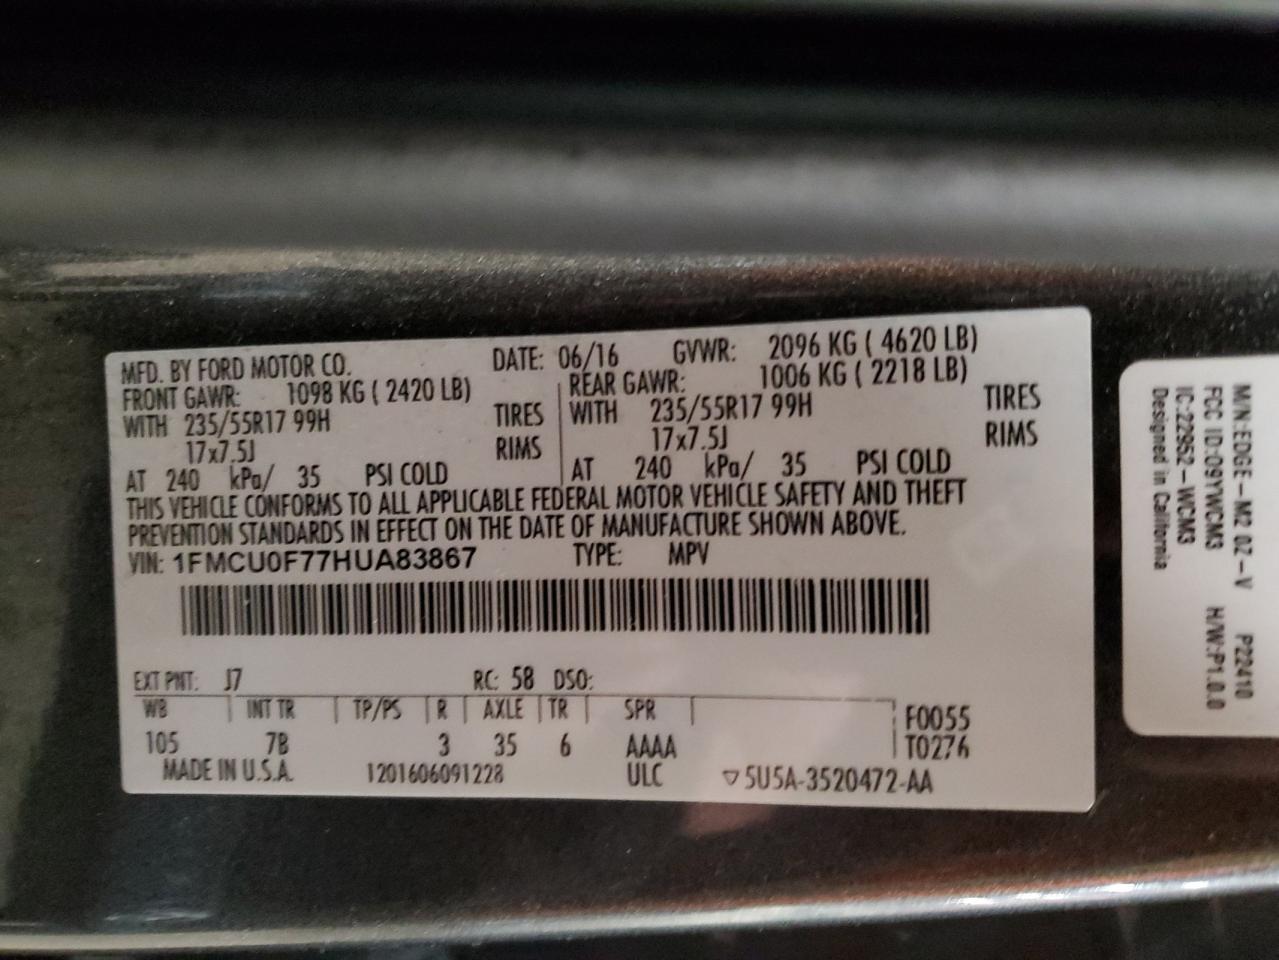 MFD. BY FORD MOTOR CO. DATE: 06/16 GVWR: 2096 KG ( 4620 LB)
FRONT GAWR: 1098 KG ( 2420 LB) REAR GAWR: 1006 KG ( 2218 LB)
WITH 235/55R17 99H TIRES WITH 235/55R17 99H TIRES
17x7.5J RIMS 17x7.5J RIMS
AT 240 kPa/ 35 PSI COLD AT 240 kPa/ 35 PSI COLD
THIS VEHICLE CONFORMS TO ALL APPLICABLE FEDERAL MOTOR VEHICLE SAFETY AND THEFT
PREVENTION STANDARDS IN EFFECT ON THE DATE OF MANUFACTURE SHOWN ABOVE.
VIN: 1FMCU0F77HUA83867 TYPE: MPV
EXT PNT: J7 RC: 58 DSO:
WB INT TR TP/PS R AXLE TR SPR F0055
105 7B 3 35 6 AAAA T0276
MADE IN U.S.A. 1201606091228 ULC ▽5U5A-3520472-AA
M/N:EDGE-M2 0Z-V P22410
FCC ID:09YWCM3 H/W:P1.0.0
IC:22952-WCM3
Designed in California